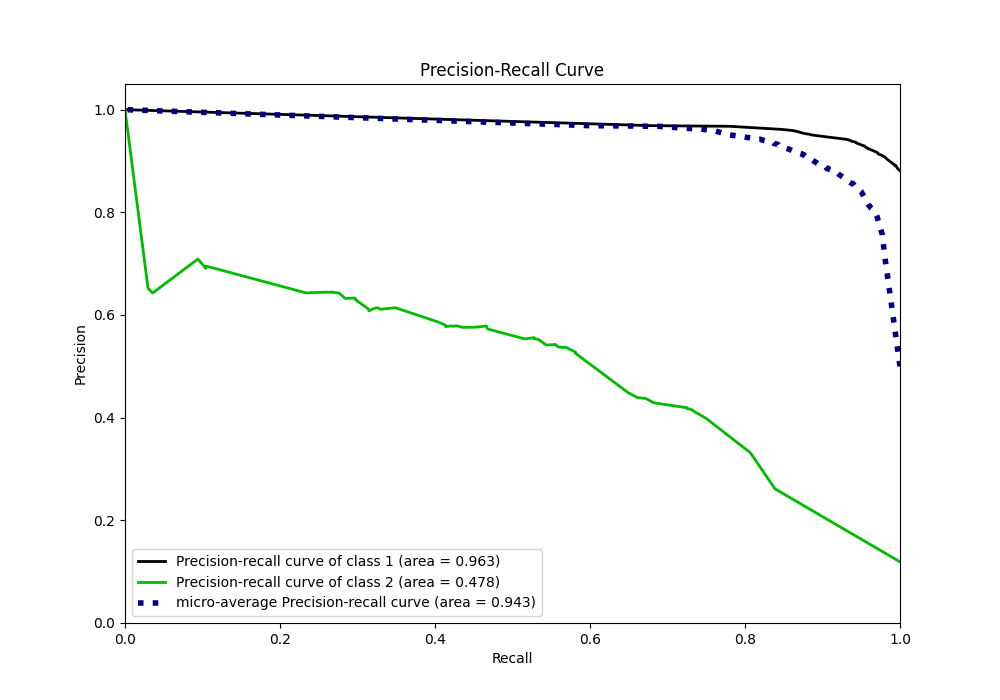 Precision-Recall Curve
Precision
1.0
0.8
0.6
0.4
0.2
0.0
Precision-recall curve of class 1 (area = 0.963)
Precision-recall curve of class 2 (area = 0.478)
micro-average Precision-recall curve (area = 0.943)
0.0
0.2
0.4
0.6
0.8
1.0
Recall